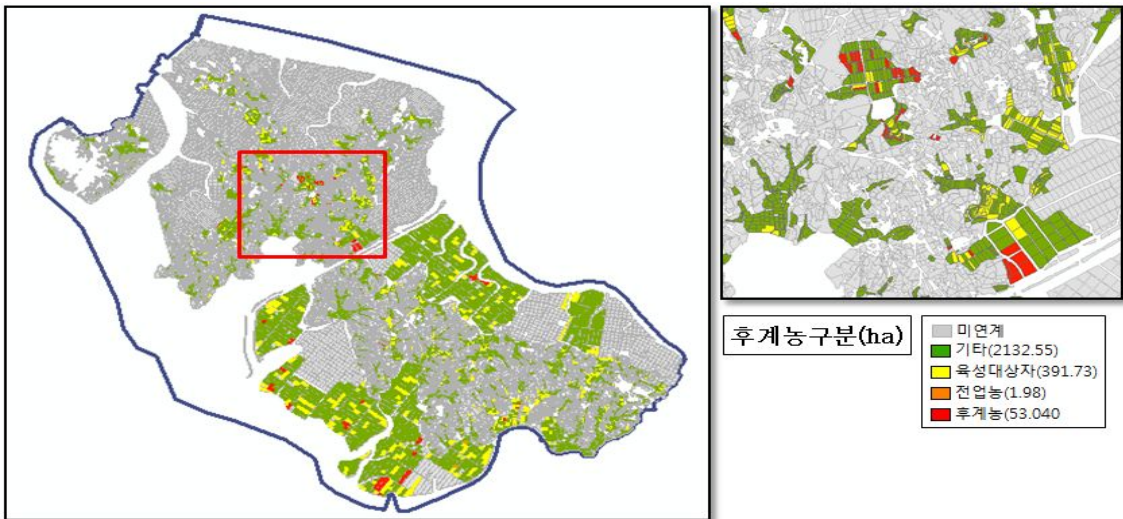 후계농구분(ha)
미연계
기타(2132.55)
육성대상자(391.73)
전업농(1.98)
후계농(53.040